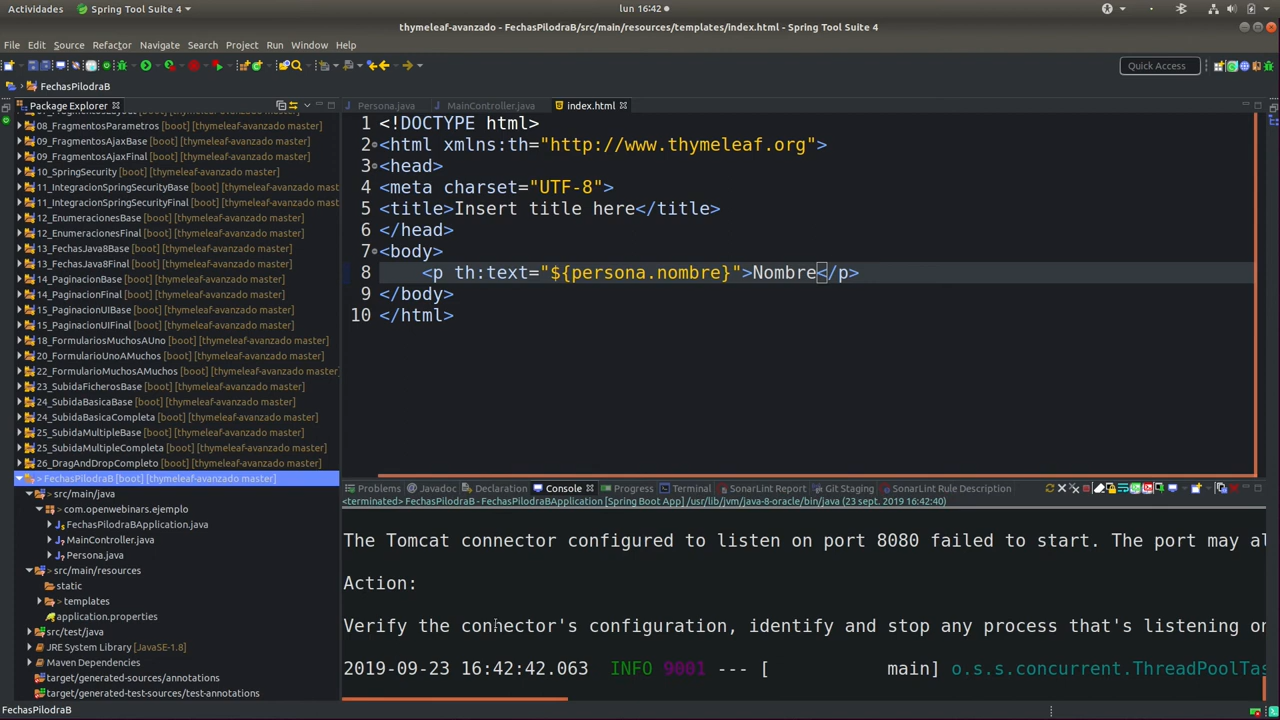 Actividades
Spring Tool Suite 4
lun 16:42
thymeleaf-avanzado - FechasPilodraB/src/main/resources/templates/index.html - Spring Tool Suite 4
File Edit Source Refactor Navigate Search Project Run Window Help
Quick Access
FechasPilodraB
Package Explorer
08_FragmentosParametros [boot] [thymeleaf-avanzado master]
09_FragmentosAjaxBase [boot] [thymeleaf-avanzado master]
09_FragmentosAjaxFinal [boot] [thymeleaf-avanzado master]
10_SpringSecurity [boot] [thymeleaf-avanzado master]
11_IntegracionSpringSecurityBase [boot] [thymeleaf-avanzado mast
11_IntegracionSpringSecurityFinal [boot] [thymeleaf-avanzado mast
12_EnumeracionesBase [boot] [thymeleaf-avanzado master]
12_EnumeracionesFinal [boot] [thymeleaf-avanzado master]
13_FechasJava8Base [boot] [thymeleaf-avanzado master]
13_FechasJava8Final [boot] [thymeleaf-avanzado master]
14_PaginacionBase [boot] [thymeleaf-avanzado master]
14_PaginacionFinal [boot] [thymeleaf-avanzado master]
15_PaginacionUIBase [boot] [thymeleaf-avanzado master]
15_PaginacionUIFinal [boot] [thymeleaf-avanzado master]
18_FormulariosMuchosAUno [boot] [thymeleaf-avanzado master]
20_FormularioUnoAMuchos [boot] [thymeleaf-avanzado master]
22_FormularioMuchosAMuchos [boot] [thymeleaf-avanzado master]
23_SubidaFicherosBase [boot] [thymeleaf-avanzado master]
24_SubidaBasicaBase [boot] [thymeleaf-avanzado master]
24_SubidaBasicaCompleta [boot] [thymeleaf-avanzado master]
25_SubidaMultipleBase [boot] [thymeleaf-avanzado master]
25_SubidaMultipleCompleta [boot] [thymeleaf-avanzado master]
26_DragAndDropCompleto [boot] [thymeleaf-avanzado master]
> FechasPilodraB [boot] [thymeleaf-avanzado master]
> src/main/java
> com.openwebinars.ejemplo
> FechasPilodraBApplication.java
MainController.java
Persona.java
> src/main/resources
static
> templates
application.properties
> src/test/java
JRE System Library [JavaSE-1.8]
Maven Dependencies
target/generated-sources/annotations
target/generated-test-sources/test-annotations
Persona.java MainController.java index.html
1 <!DOCTYPE html>
2 <html xmlns:th="http://www.thymeleaf.org">
3 <head>
4 <meta charset="UTF-8">
5 <title>Insert title here</title>
6 </head>
7 <body>
8 <p th:text="${persona.nombre}">Nombre</p>
9 </body>
10 </html>
Problems Javadoc Declaration Console Progress Terminal SonarLint Report Git Staging SonarLint Rule Description
<terminated> FechasPilodraB - FechasPilodraBApplication [Spring Boot App] /usr/lib/jvm/java-8-oracle/bin/java (23 sept. 2019 16:42:40)
The Tomcat connector configured to listen on port 8080 failed to start. The port may al
Action:
Verify the connector's configuration, identify and stop any process that's listening on
2019-09-23 16:42:42.063 INFO 9001 --- [ main] o.s.s.concurrent.ThreadPoolTas
FechasPilodraB